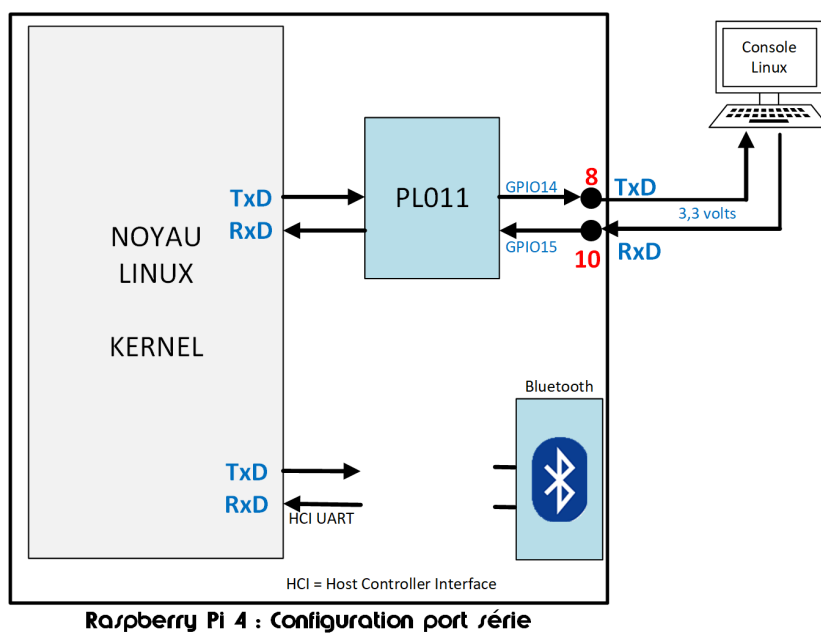 Console
Linux
TxD
RxD
NOYAU
LINUX
KERNEL
PL011
GPIO14
GPIO15
8
10
TxD
3,3 volts
RxD
Bluetooth
TxD
RxD
HCI UART
HCI = Host Controller Interface
Raspberry Pi 4 : Configuration port série